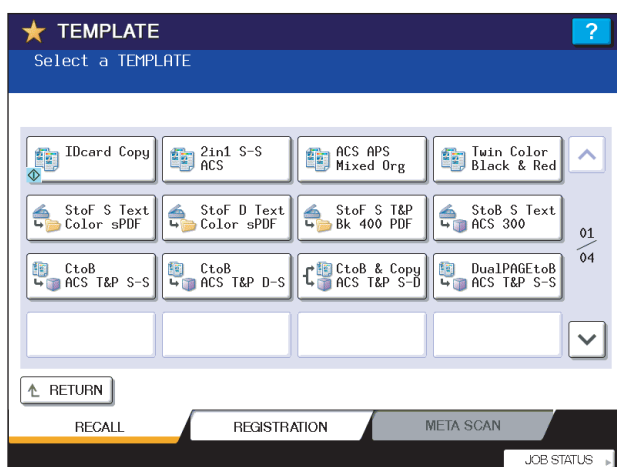 TEMPLATE
?
Select a TEMPLATE
IDcard Copy
2in1 S-S
ACS
ACS APS
Mixed Org
Twin Color
Black & Red
StoF S Text
Color sPDF
StoF D Text
Color sPDF
StoF S T&P
Bk 400 PDF
StoB S Text
ACS 300
01
04
CtoB
ACS T&P S-S
CtoB
ACS T&P D-S
CtoB & Copy
ACS T&P S-D
DualPAGEtoB
ACS T&P S-S
RETURN
RECALL
REGISTRATION
META SCAN
JOB STATUS